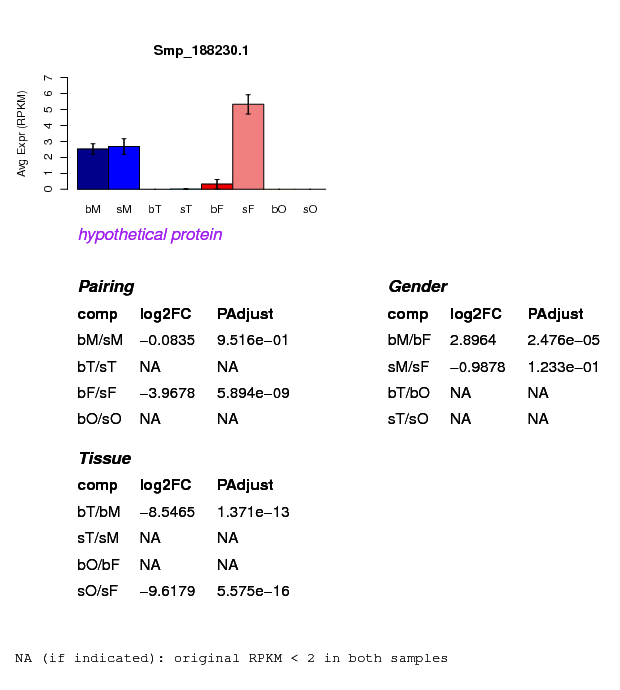 Smp_188230.1
Avg Expr (RPKM)
7
6
5
4
3
2
1
0
bM sM bT sT bF sF bO sO
hypothetical protein
Pairing
comp log2FC PAdjust
bM/sM −0.0835 9.516e−01
bT/sT NA NA
bF/sF −3.9678 5.894e−09
bO/sO NA NA
Gender
comp log2FC PAdjust
bM/bF 2.8964 2.476e−05
sM/sF −0.9878 1.233e−01
bT/bO NA NA
sT/sO NA NA
Tissue
comp log2FC PAdjust
bT/bM −8.5465 1.371e−13
sT/sM NA NA
bO/bF NA NA
sO/sF −9.6179 5.575e−16
NA (if indicated): original RPKM < 2 in both samples